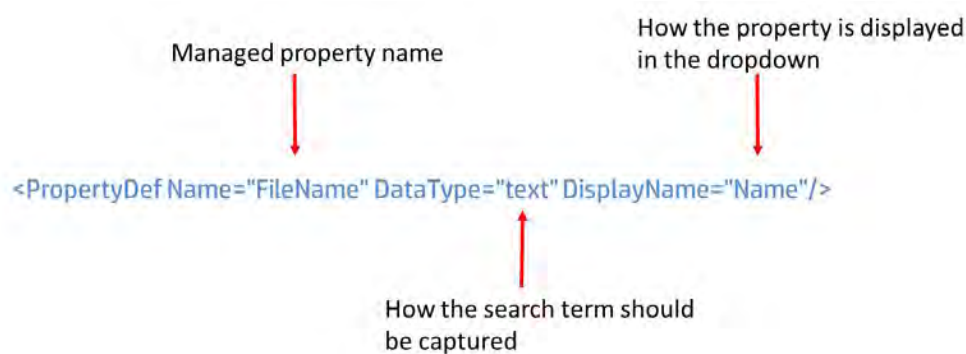 How the property is displayed
in the dropdown
Managed property name
<PropertyDef Name="FileName" DataType="text" DisplayName="Name"/>
How the search term should
be captured